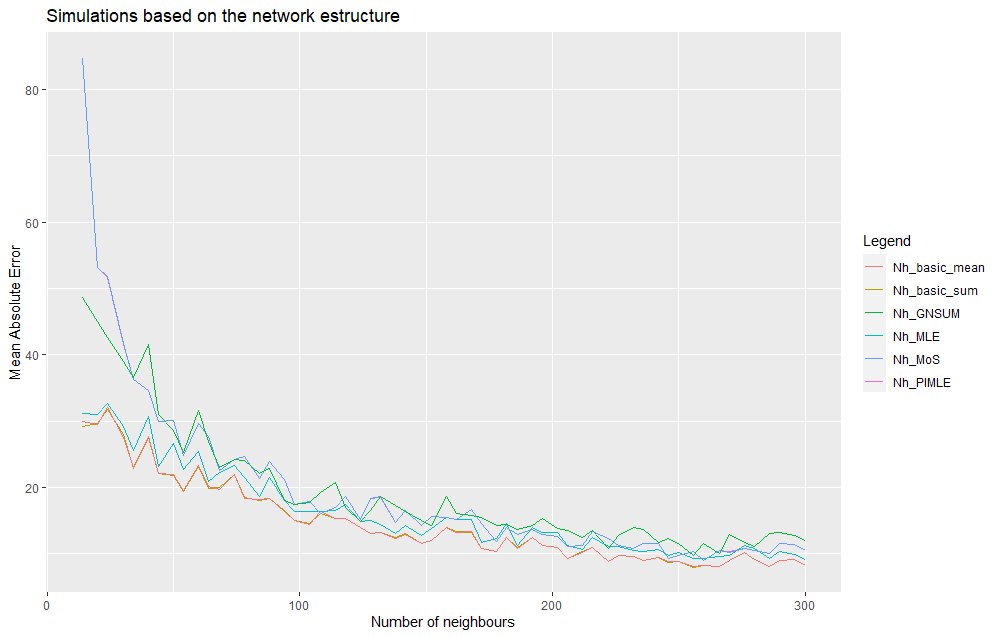 Simulations based on the network estructure
Mean Absolute Error
80
60
40
20
0
100
200
300
Number of neighbours
Legend
Nh_basic_mean
Nh_basic_sum
Nh_GNSUM
Nh_MLE
Nh_MoS
Nh_PIMLE